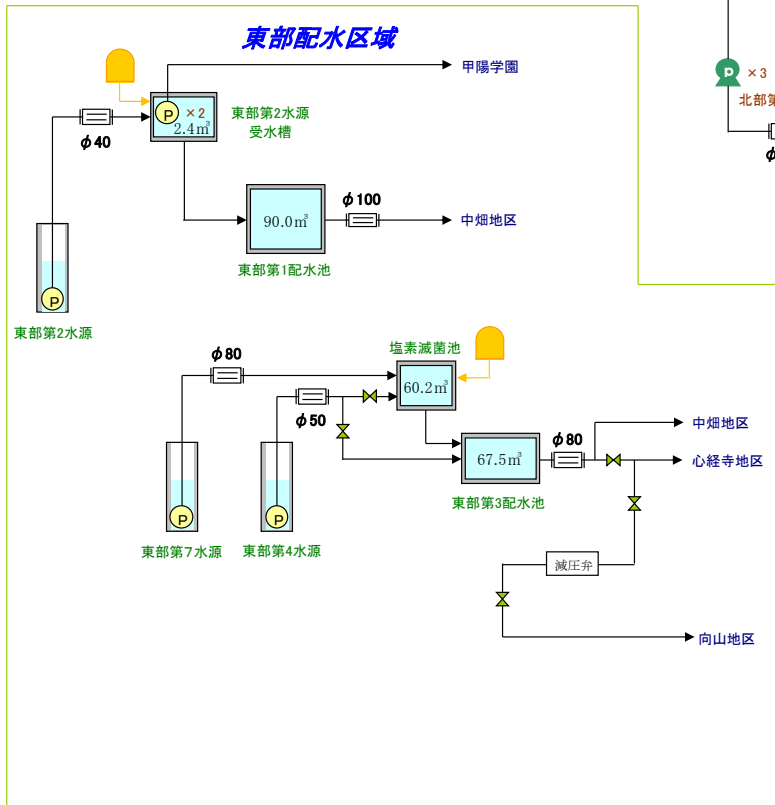 東部配水区域
甲陽学園
P
×2
2.4㎥
東部第2水源
受水槽
φ40
90.0㎥
φ100
中畑地区
東部第1配水池
P
東部第2水源
P
×3
北部第
φ
塩素滅菌池
φ80
60.2㎥
φ50
67.5㎥
φ80
中畑地区
心経寺地区
東部第3配水池
P
P
東部第7水源
東部第4水源
減圧弁
向山地区